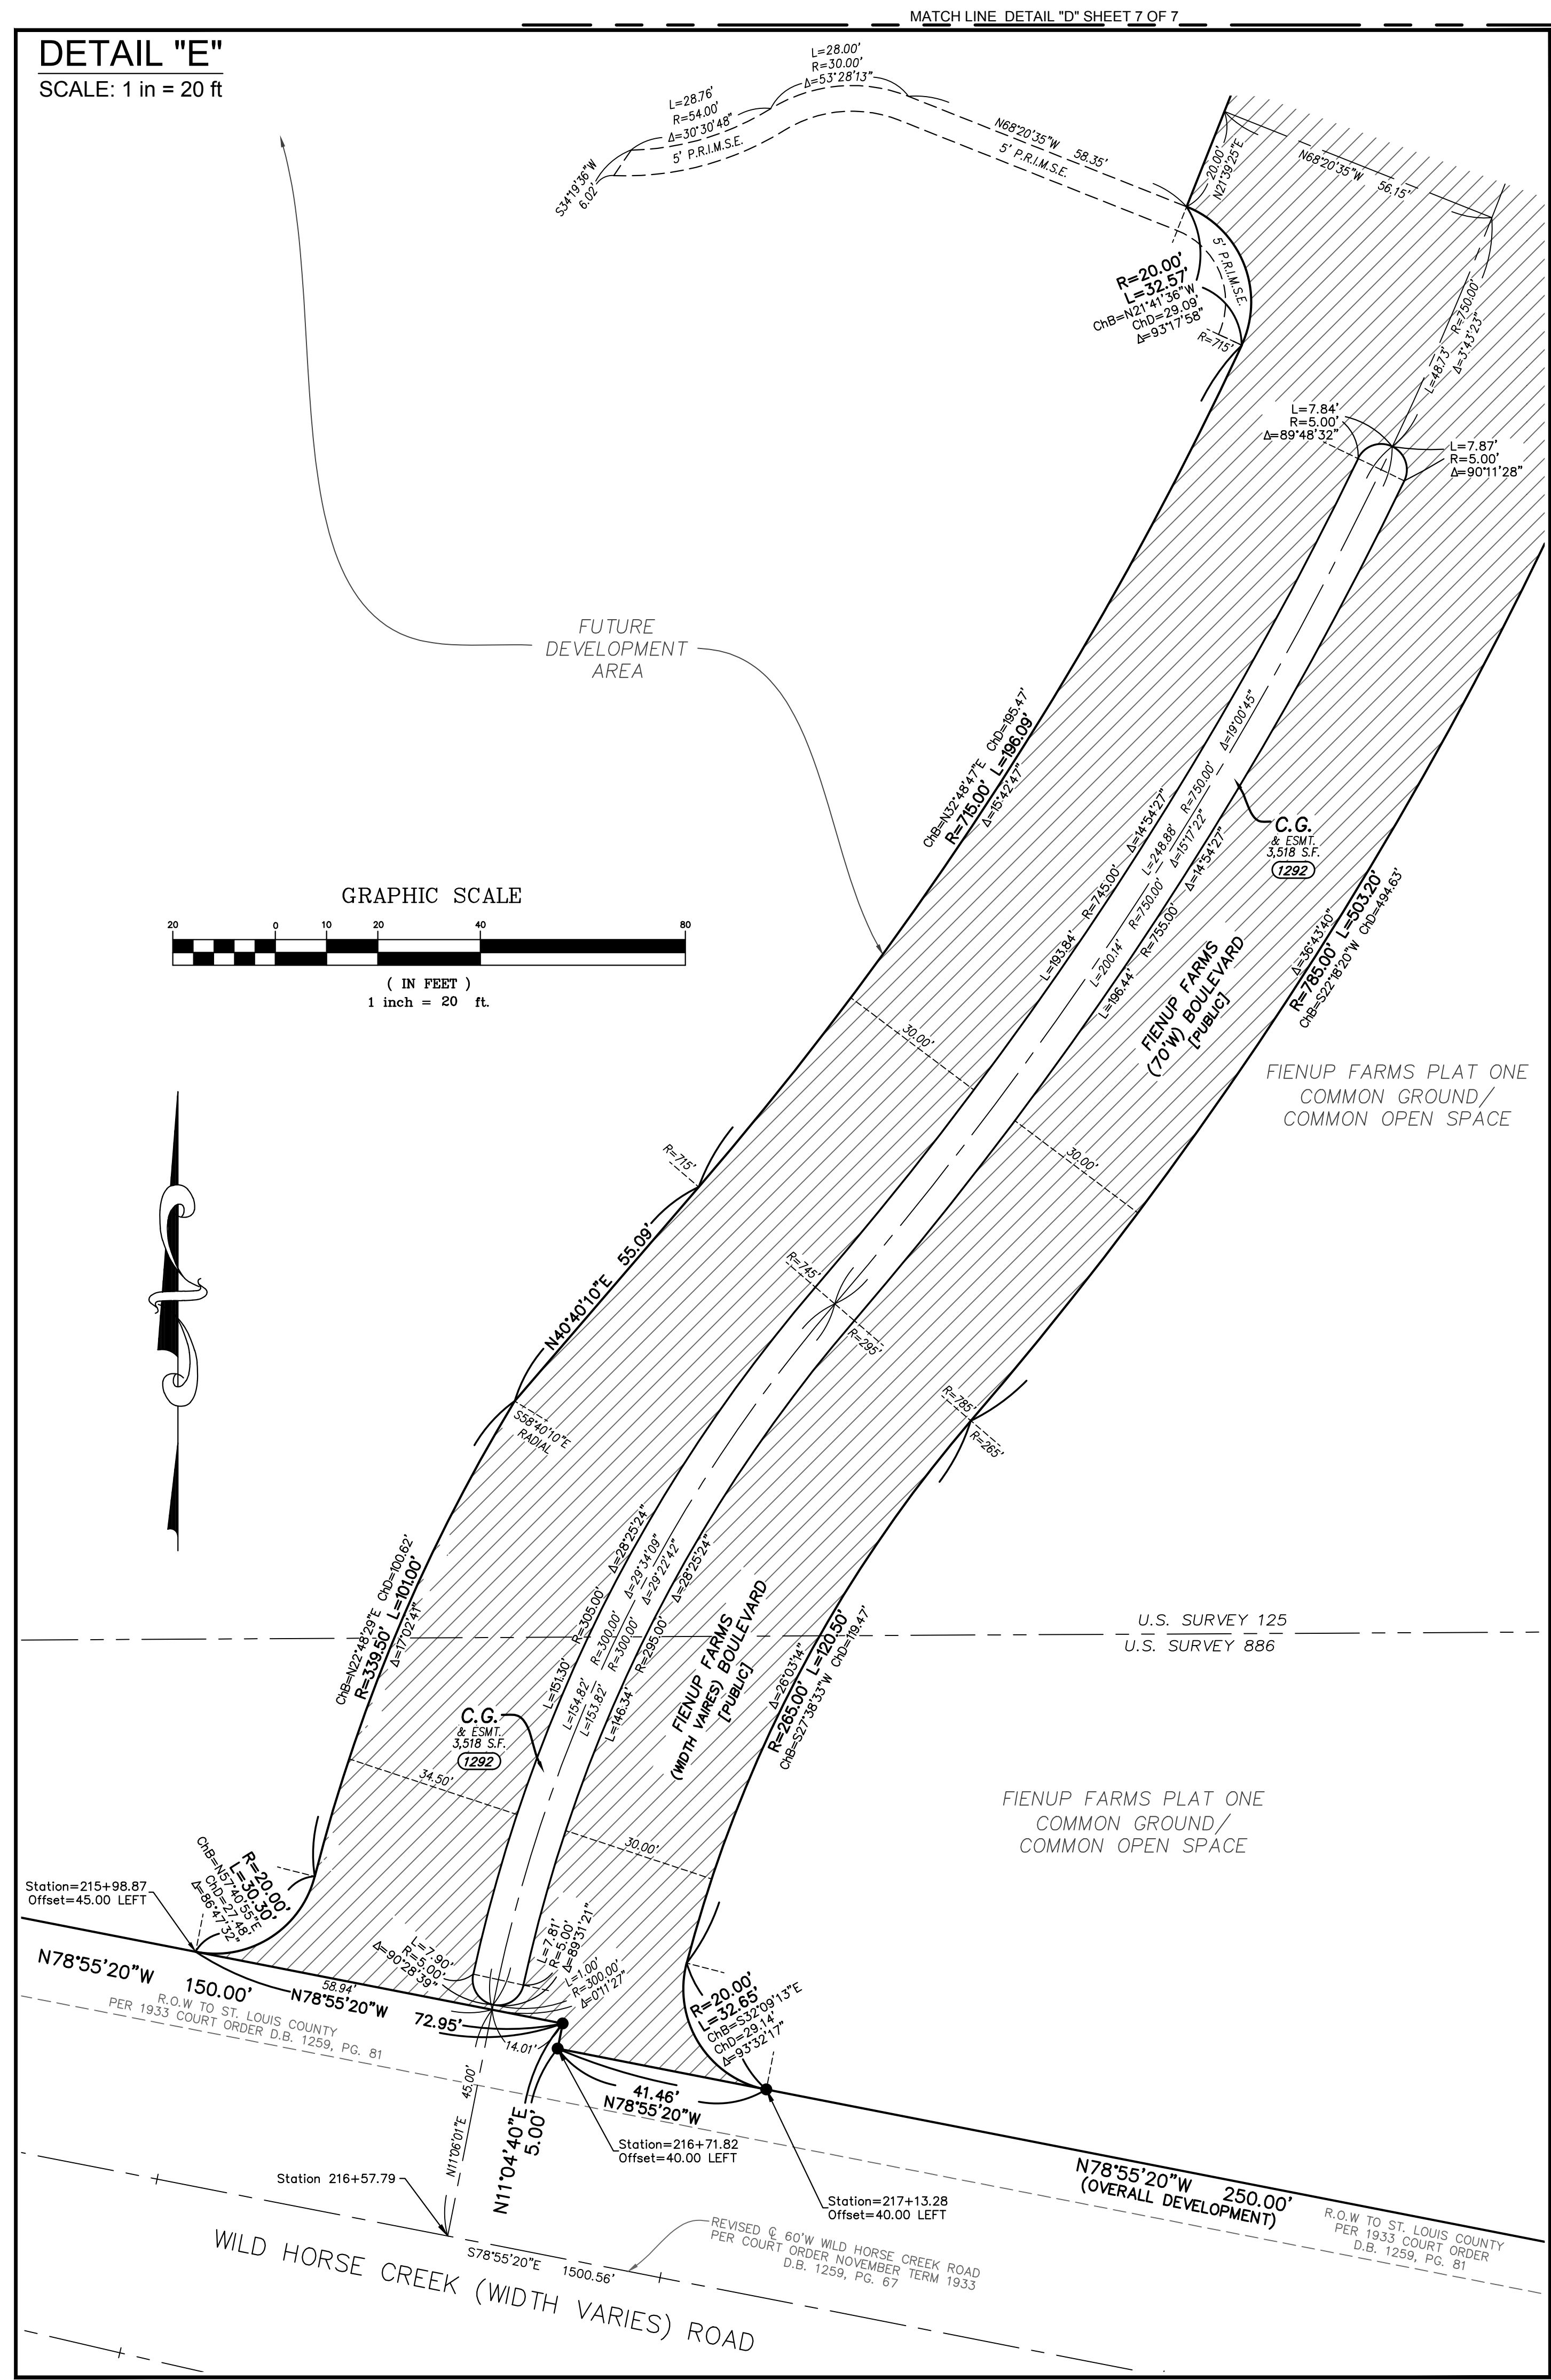 MATCH LINE DETAIL "D" SHEET 7 OF 7
DETAIL "E"
SCALE: 1 in = 20 ft
L=28.00'
R=30.00'
Δ=53°28'13"
L=28.76'
R=54.00'
Δ=30°30'48"
5' P.R.I.M.S.E.
S34°19'36"W
6.02'
N68°20'35"W 58.35'
5' P.R.I.M.S.E.
20.00'
N21°39'25"E
N68°20'35"W 56.15'
5' P.R.I.M.S.E.
R=20.00'
L=32.57'
ChB=N21°41'36"W
ChD=29.09'
Δ=93°17'58"
R=715'
L=48.73' R=750.00'
Δ=3°43'23"
L=7.84'
R=5.00'
Δ=89°48'32"
L=7.87'
R=5.00'
Δ=90°11'28"
FUTURE
DEVELOPMENT
AREA
ChB=N32°48'47"E ChD=195.47'
R=715.00' L=196.09'
Δ=15°42'47"
L=193.84' R=745.00' Δ=14°54'27"
L=248.88' R=750.00' Δ=19°00'45"
L=200.14' R=750.00' Δ=15°17'22"
L=196.44' R=755.00' Δ=14°54'27"
C.G.
& ESMT.
3,518 S.F.
1292
Δ=36°43'40"
R=785.00' L=503.20'
ChB=S22°18'20"W ChD=494.63'
FIENUP FARMS
(70'W) BOULEVARD
[PUBLIC]
GRAPHIC SCALE
20 0 10 20 40 80
( IN FEET )
1 inch = 20 ft.
30.00'
30.00'
FIENUP FARMS PLAT ONE
COMMON GROUND/
COMMON OPEN SPACE
R=715'
N40°40'10"E 55.09'
R=745'
R=295'
R=785'
R=265'
S58°40'10"E
RADIAL
ChB=N22°48'29"E ChD=100.62'
R=339.50' L=101.00'
Δ=17°02'41"
L=151.30' R=305.00' Δ=28°25'24"
L=154.82' R=300.00' Δ=29°34'09"
L=153.82' R=300.00' Δ=29°22'42"
L=146.34' R=295.00' Δ=28°25'24"
FIENUP FARMS
(WIDTH VAIRES) BOULEVARD
[PUBLIC]
Δ=26°03'14"
R=265.00' L=120.50'
ChB=S27°38'33"W ChD=119.47'
U.S. SURVEY 125
U.S. SURVEY 886
C.G.
& ESMT.
3,518 S.F.
1292
34.50'
30.00'
FIENUP FARMS PLAT ONE
COMMON GROUND/
COMMON OPEN SPACE
Station=215+98.87
Offset=45.00 LEFT
R=20.00'
L=30.30'
ChB=N57°40'55"E
ChD=27.48'
Δ=86°47'32"
L=7.90'
R=5.00'
Δ=90°28'39"
L=7.81'
R=5.00'
Δ=89°31'21"
L=1.00'
R=300.00'
Δ=0°11'27"
R=20.00'
L=32.65'
ChB=S32°09'13"E
ChD=29.14'
Δ=93°32'17"
N78°55'20"W 150.00'
R.O.W TO ST. LOUIS COUNTY
PER 1933 COURT ORDER D.B. 1259, PG. 81
58.94'
N78°55'20"W 72.95'
14.01'
N11°06'01"E 45.00'
N11°04'40"E
5.00'
41.46'
N78°55'20"W
Station=216+71.82
Offset=40.00 LEFT
Station 216+57.79
Station=217+13.28
Offset=40.00 LEFT
N78°55'20"W 250.00'
(OVERALL DEVELOPMENT)
R.O.W TO ST. LOUIS COUNTY
PER 1933 COURT ORDER
D.B. 1259, PG. 81
REVISED ℄ 60'W WILD HORSE CREEK ROAD
PER COURT ORDER NOVEMBER TERM 1933
D.B. 1259, PG. 67
S78°55'20"E 1500.56'
WILD HORSE CREEK (WIDTH VARIES) ROAD